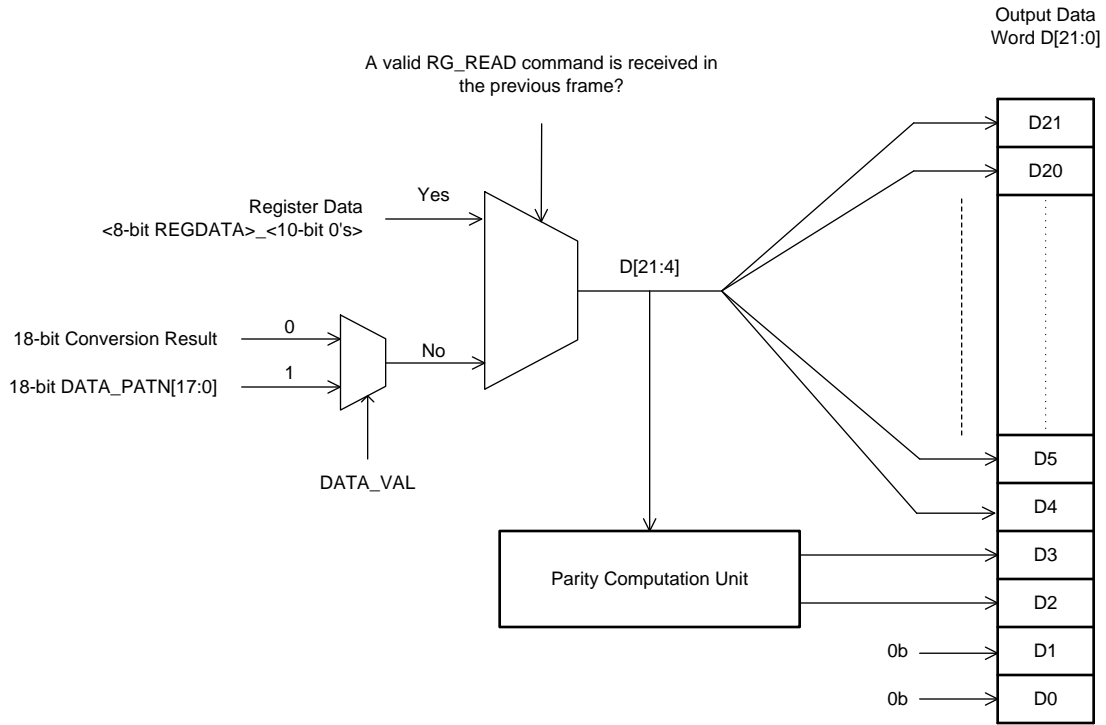 Output Data
Word D[21:0]
A valid RG_READ command is received in
the previous frame?
D21
D20
Yes
Register Data
<8-bit REGDATA>_<10-bit 0's>
D[21:4]
0
18-bit Conversion Result
No
1
18-bit DATA_PATN[17:0]
DATA_VAL
D5
D4
D3
Parity Computation Unit
D2
0b
D1
0b
D0